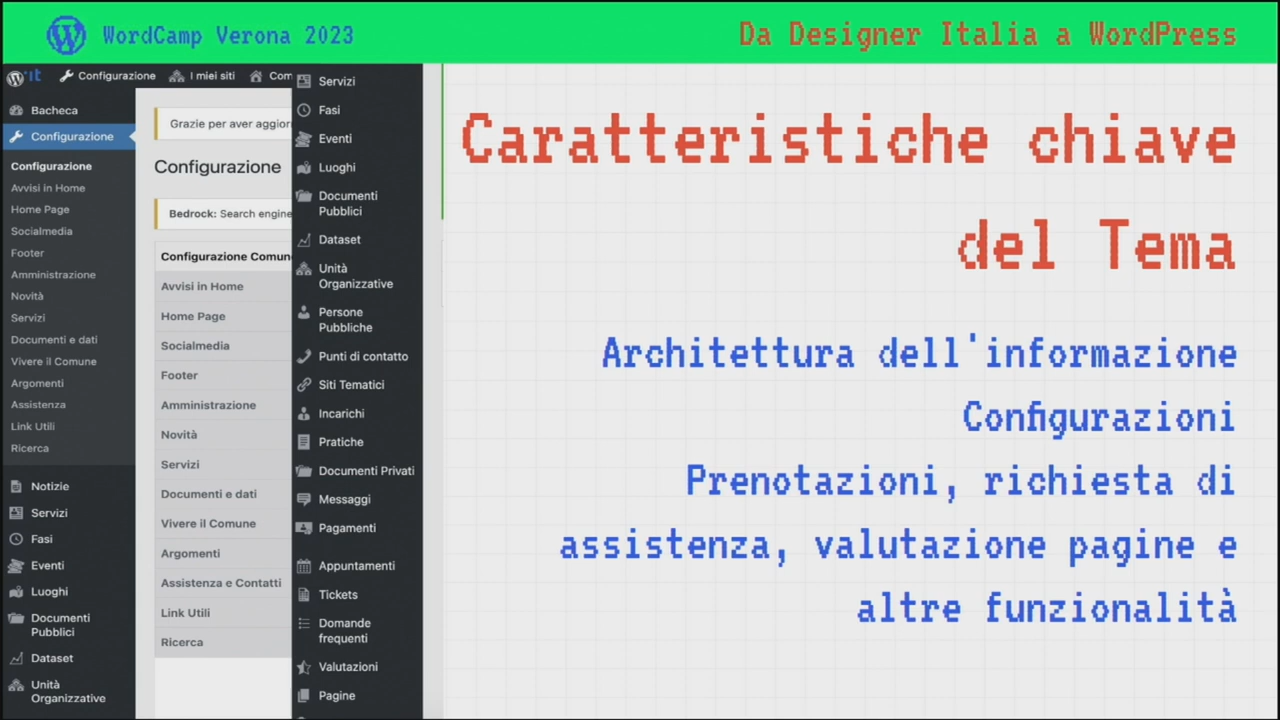 WordCamp Verona 2023
Da Designer Italia a WordPress
it
Configurazione
I miei siti
Com
Bacheca
Configurazione
Configurazione
Avvisi in Home
Home Page
Socialmedia
Footer
Amministrazione
Novità
Servizi
Documenti e dati
Vivere il Comune
Argomenti
Assistenza
Link Utili
Ricerca
Notizie
Servizi
Fasi
Eventi
Luoghi
Documenti
Pubblici
Dataset
Unità
Organizzative
Grazie per aver aggior
Configurazione
Bedrock: Search engine
Configurazione Comun
Avvisi in Home
Home Page
Socialmedia
Footer
Amministrazione
Novità
Servizi
Documenti e dati
Vivere il Comune
Argomenti
Assistenza e Contatti
Link Utili
Ricerca
Servizi
Fasi
Eventi
Luoghi
Documenti
Pubblici
Dataset
Unità
Organizzative
Persone
Pubbliche
Punti di contatto
Siti Tematici
Incarichi
Pratiche
Documenti Privati
Messaggi
Pagamenti
Appuntamenti
Tickets
Domande
frequenti
Valutazioni
Pagine
Caratteristiche chiave
del Tema
Architettura dell'informazione
Configurazioni
Prenotazioni, richiesta di
assistenza, valutazione pagine e
altre funzionalità